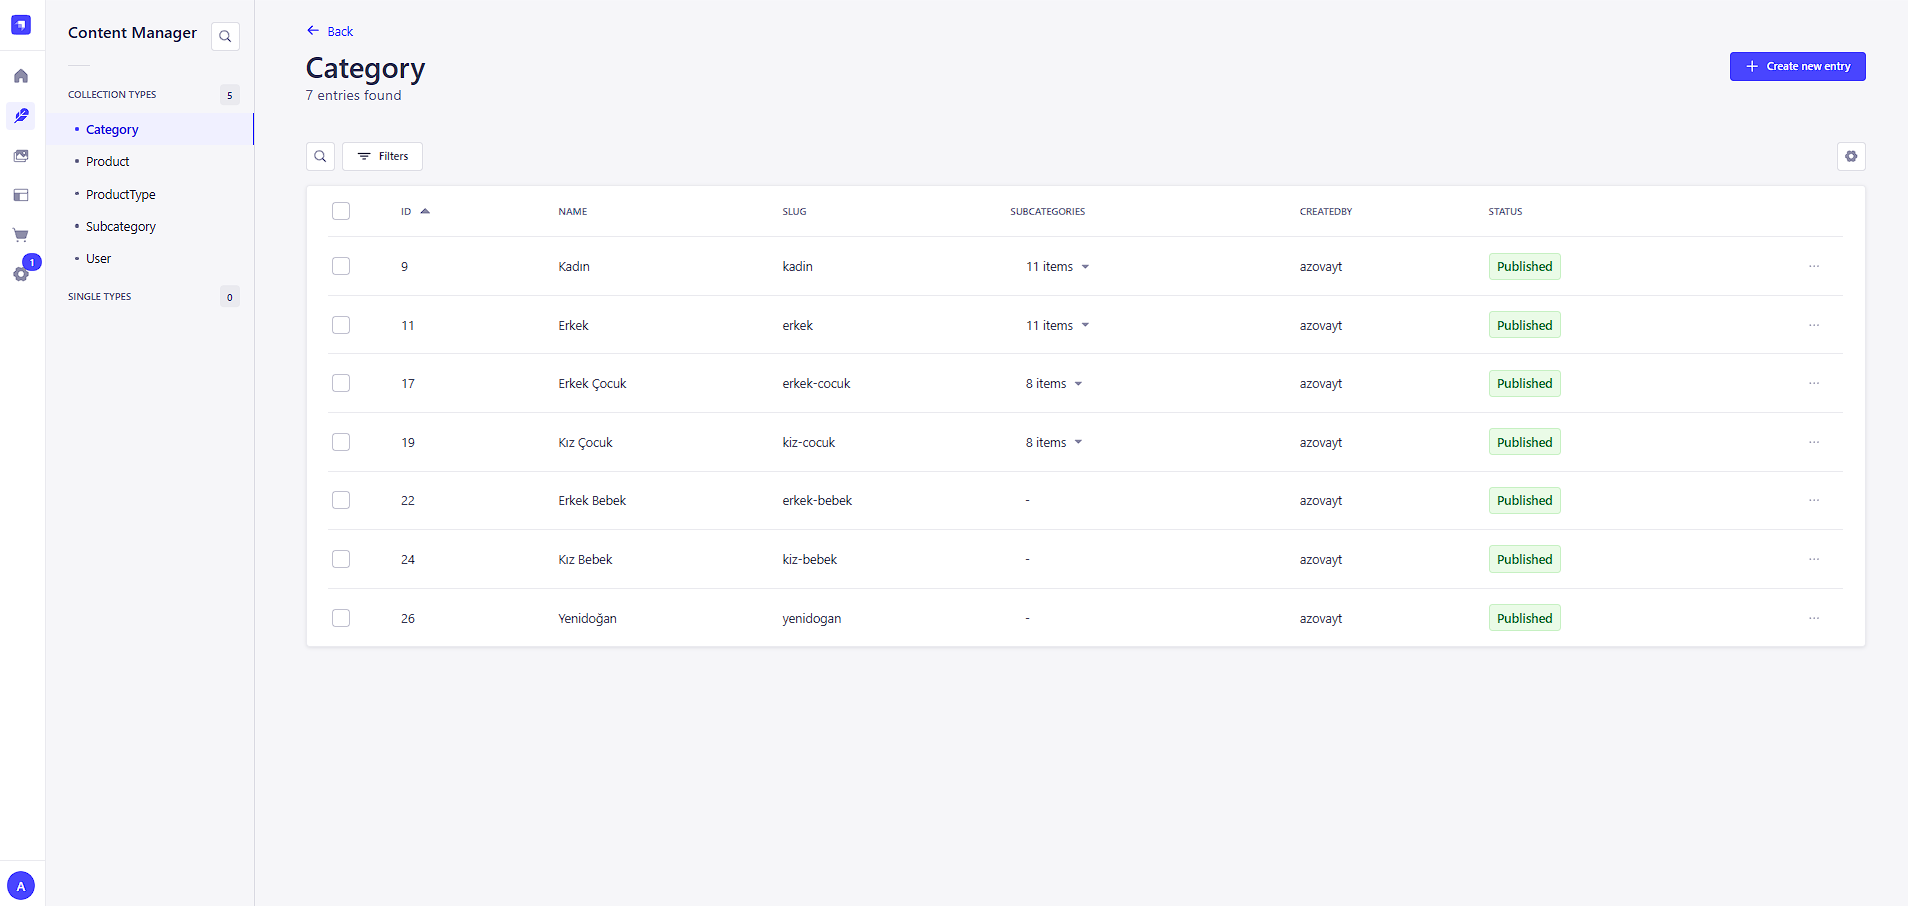 Content Manager
COLLECTION TYPES 5
Category
Product
ProductType
Subcategory
User
SINGLE TYPES 0
1
A
Back
Category
7 entries found
Create new entry
Filters
ID NAME SLUG SUBCATEGORIES CREATEDBY STATUS
9 Kadın kadin 11 items azovayt Published
11 Erkek erkek 11 items azovayt Published
17 Erkek Çocuk erkek-cocuk 8 items azovayt Published
19 Kız Çocuk kiz-cocuk 8 items azovayt Published
22 Erkek Bebek erkek-bebek - azovayt Published
24 Kız Bebek kiz-bebek - azovayt Published
26 Yenidoğan yenidogan - azovayt Published